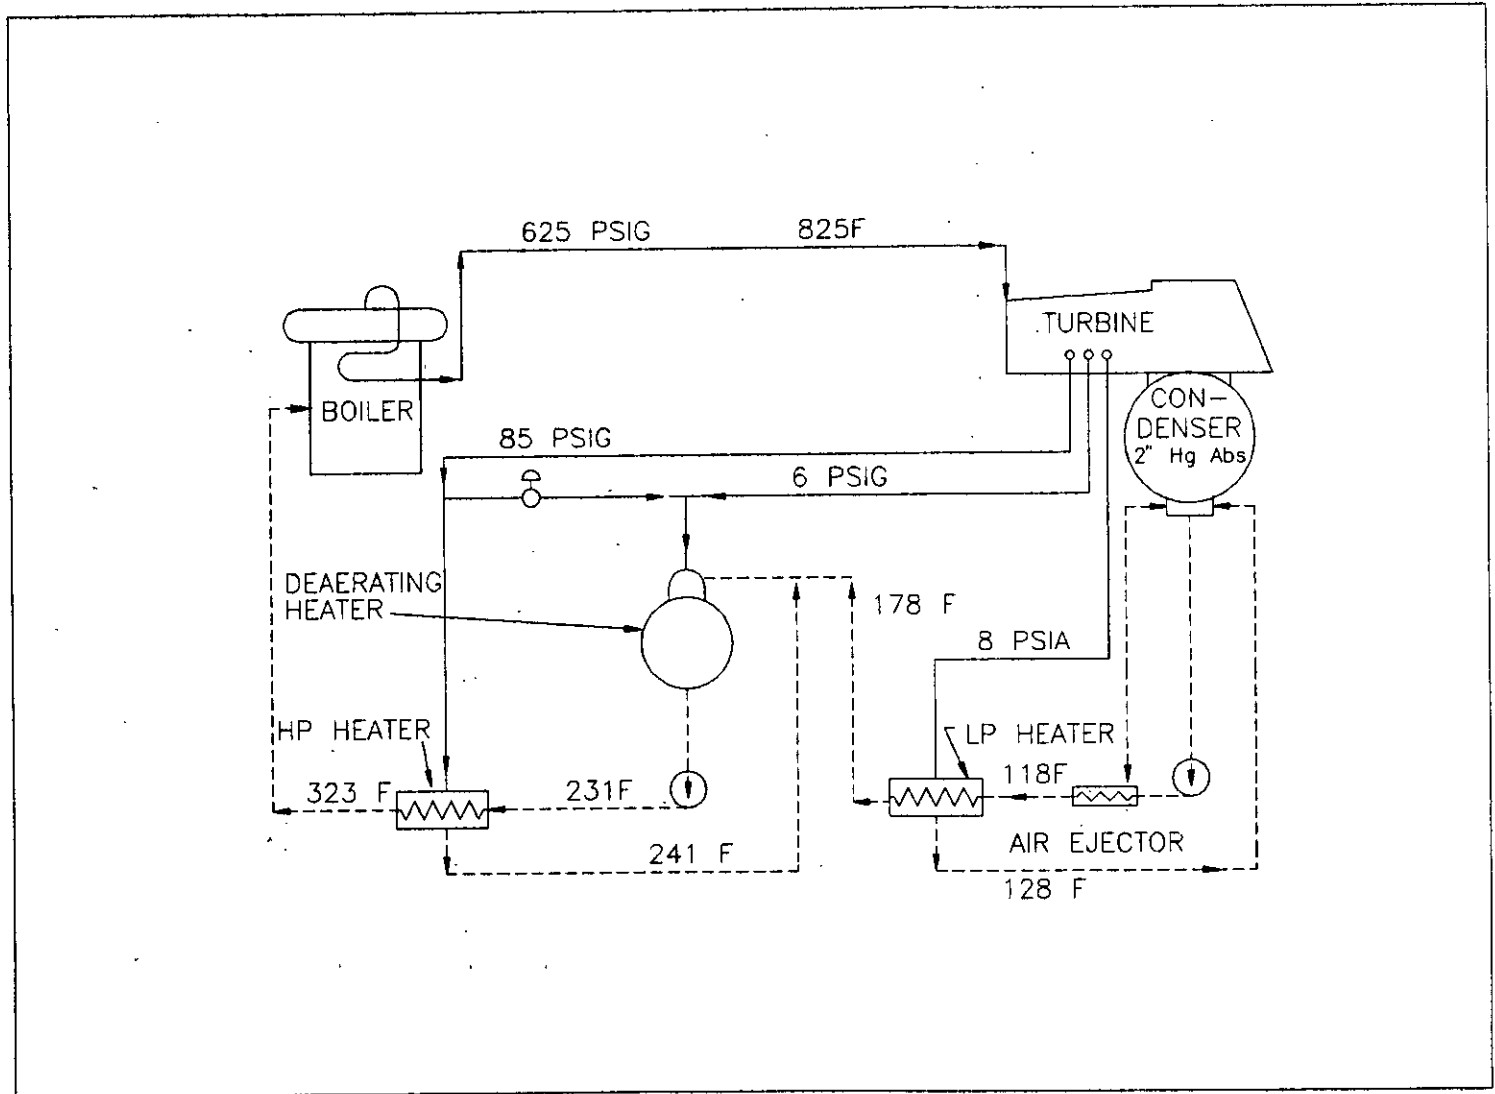 625 PSIG 825F
TURBINE
BOILER
CON-
DENSER
2" Hg Abs
85 PSIG
6 PSIG
DEAERATING
HEATER
178 F
8 PSIA
HP HEATER
LP HEATER
118F
323 F
231F
AIR EJECTOR
241 F
128 F